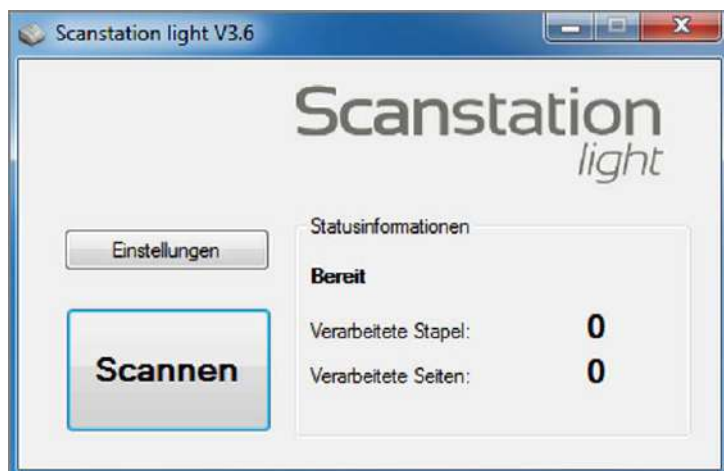 Scanstation light V3.6
Scanstation
light
Einstellungen
Scannen
Statusinformationen
Bereit
Verarbeitete Stapel: 0
Verarbeitete Seiten: 0